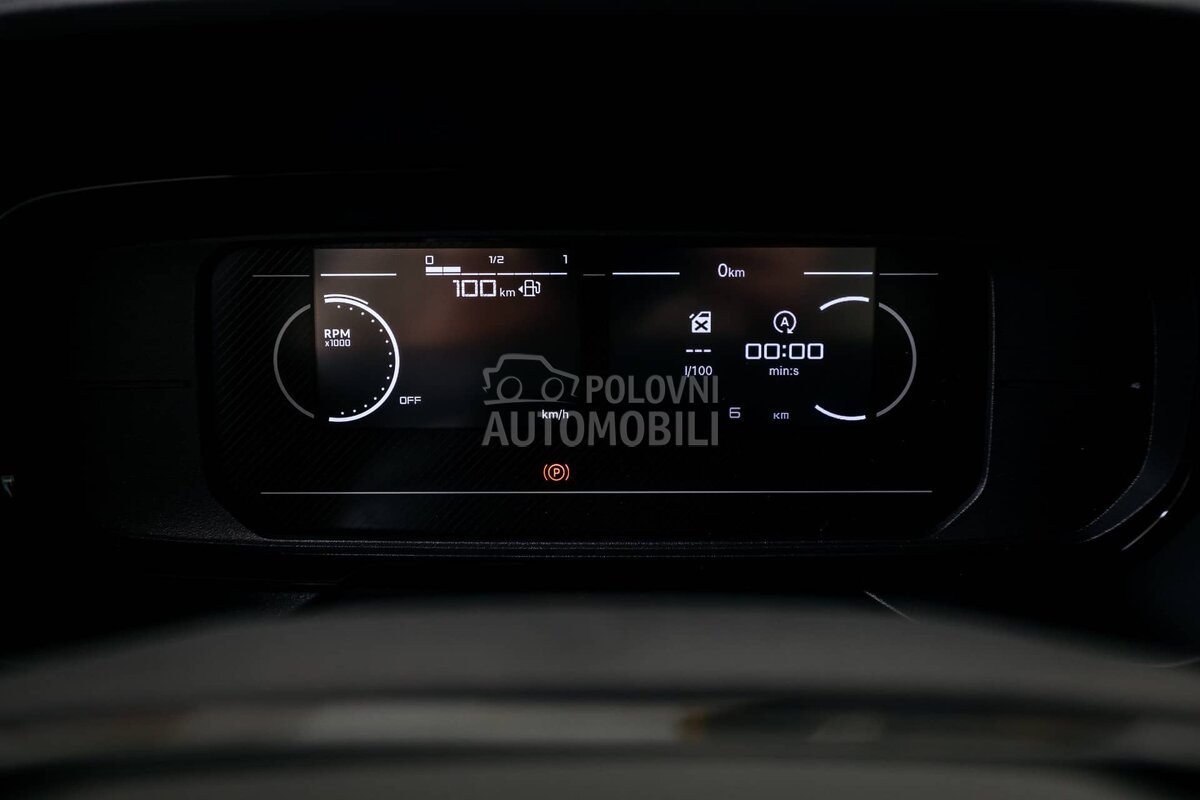 0 1/2 1
100 km
0km
RPM
x1000
A
00:00
---
l/100
min:s
OFF
POLOVNI
km/h
6 KM
AUTOMOBILI
P